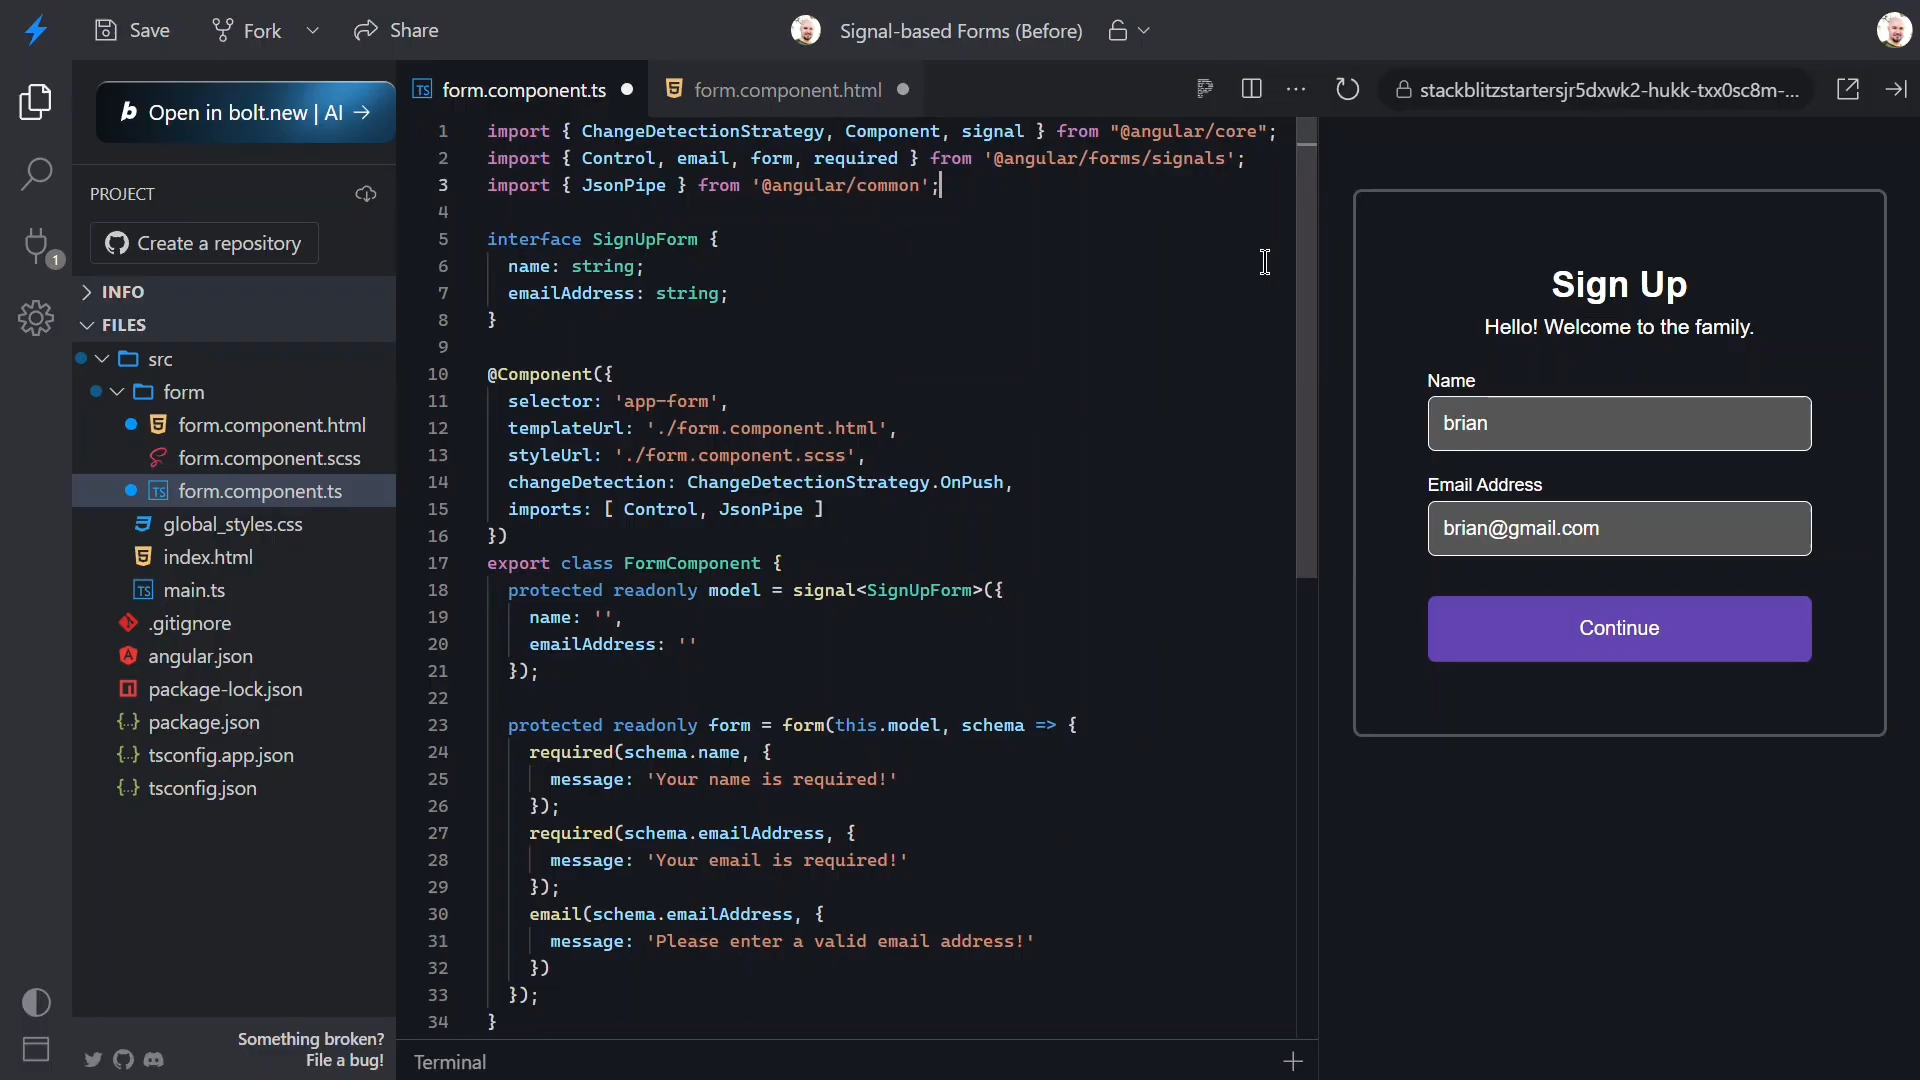 Save
Fork
Share
Signal-based Forms (Before)
b Open in bolt.new | AI →
PROJECT
Create a repository
1
INFO
FILES
src
form
form.component.html
form.component.scss
TS form.component.ts
global_styles.css
index.html
TS main.ts
.gitignore
angular.json
package-lock.json
{..} package.json
{..} tsconfig.app.json
{..} tsconfig.json
Something broken?
File a bug!
TS form.component.ts
form.component.html
stackblitzstartersjr5dxwk2-hukk-txx0sc8m-...
1 import { ChangeDetectionStrategy, Component, signal } from "@angular/core";
2 import { Control, email, form, required } from '@angular/forms/signals';
3 import { JsonPipe } from '@angular/common';
4
5 interface SignUpForm {
6 name: string;
7 emailAddress: string;
8 }
9
10 @Component({
11 selector: 'app-form',
12 templateUrl: './form.component.html',
13 styleUrl: './form.component.scss',
14 changeDetection: ChangeDetectionStrategy.OnPush,
15 imports: [ Control, JsonPipe ]
16 })
17 export class FormComponent {
18 protected readonly model = signal<SignUpForm>({
19 name: '',
20 emailAddress: ''
21 });
22
23 protected readonly form = form(this.model, schema => {
24 required(schema.name, {
25 message: 'Your name is required!'
26 });
27 required(schema.emailAddress, {
28 message: 'Your email is required!'
29 });
30 email(schema.emailAddress, {
31 message: 'Please enter a valid email address!'
32 })
33 });
34 }
Terminal
Sign Up
Hello! Welcome to the family.
Name
brian
Email Address
brian@gmail.com
Continue